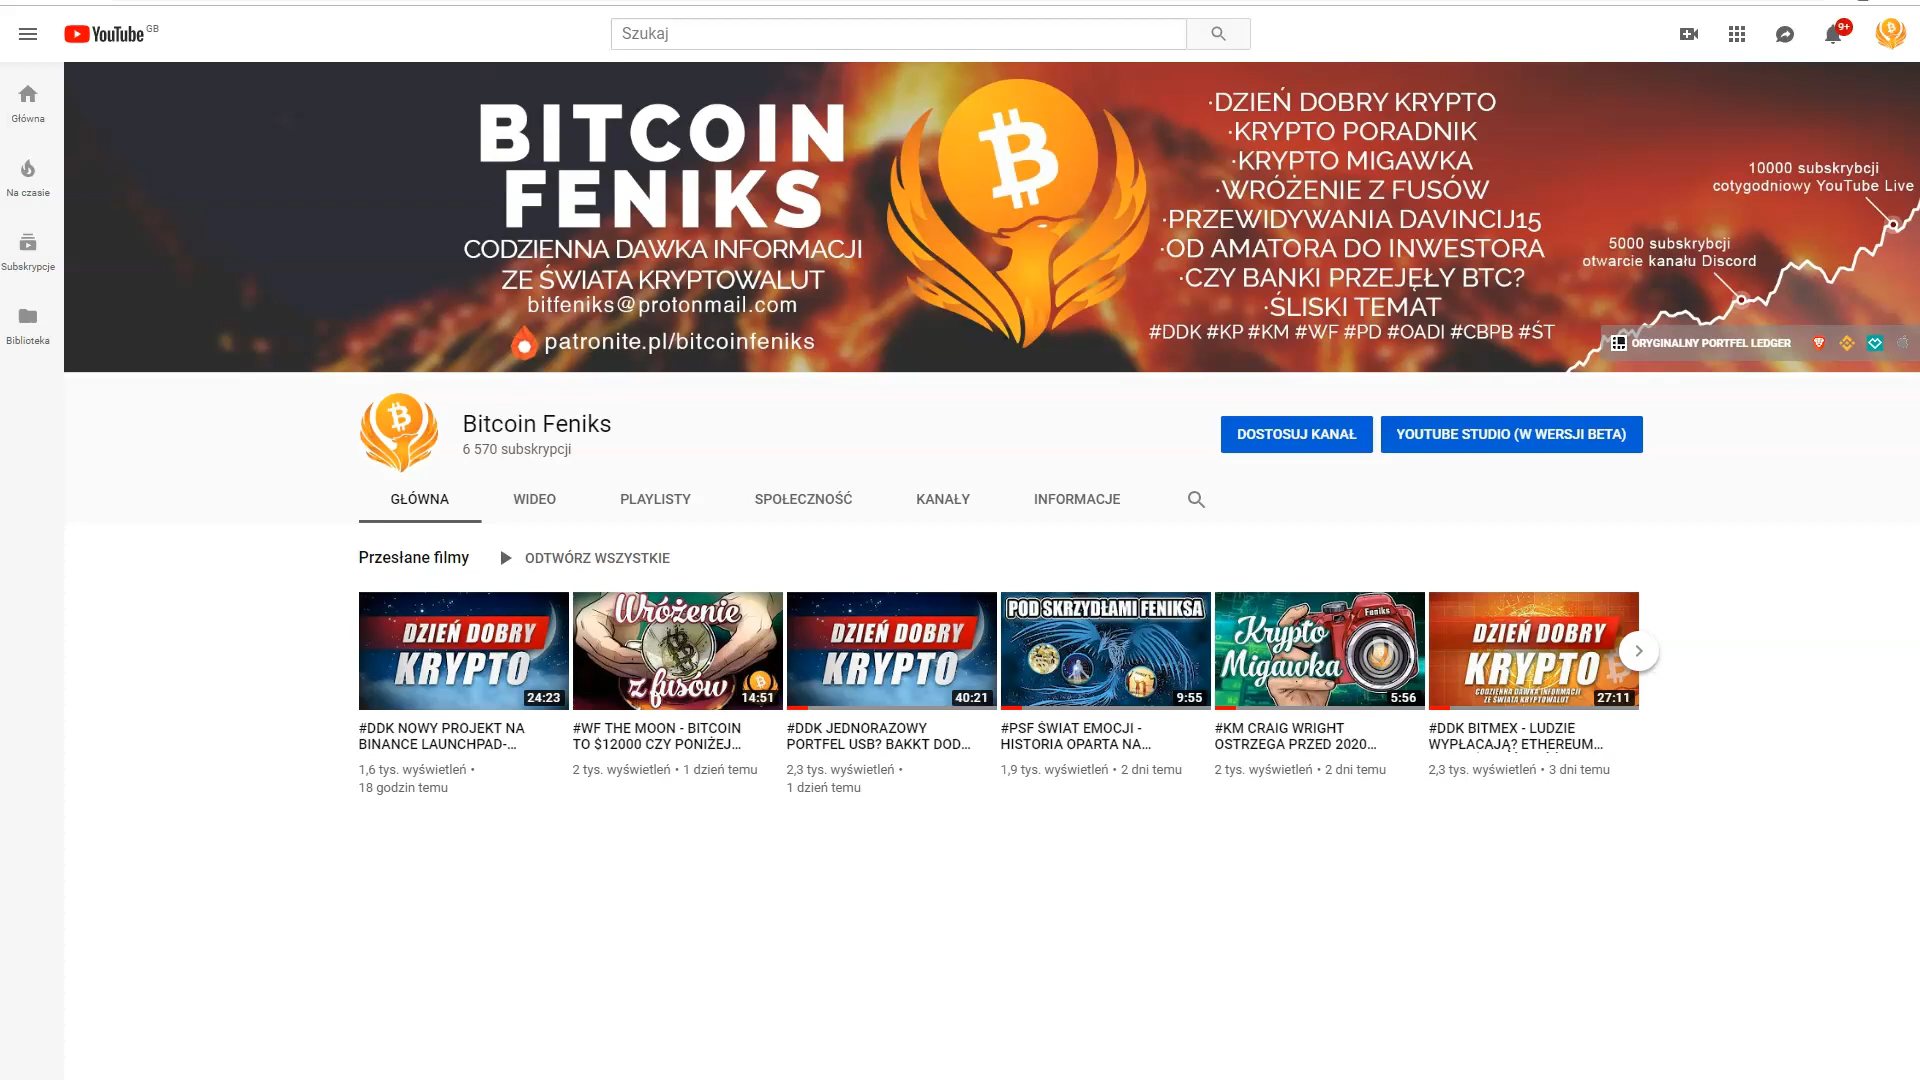 YouTube GB
Szukaj
9+
Główna
Na czasie
Subskrypcje
Biblioteka
BITCOIN
FENIKS
CODZIENNA DAWKA INFORMACJI
ZE ŚWIATA KRYPTOWALUT
bitfeniks@protonmail.com
patronite.pl/bitcoinfeniks
·DZIEŃ DOBRY KRYPTO
·KRYPTO PORADNIK
·KRYPTO MIGAWKA
·WRÓŻENIE Z FUSÓW
·PRZEWIDYWANIA DAVINCIJ15
·OD AMATORA DO INWESTORA
·CZY BANKI PRZEJĘŁY BTC?
·ŚLISKI TEMAT
#DDK #KP #KM #WF #PD #OADI #CBPB #ŚT
10000 subskrybcji
cotygodniowy YouTube Live
5000 subskrybcji
otwarcie kanału Discord
ORYGINALNY PORTFEL LEDGER
Bitcoin Feniks
6 570 subskrypcji
DOSTOSUJ KANAŁ
YOUTUBE STUDIO (W WERSJI BETA)
GŁÓWNA WIDEO PLAYLISTY SPOŁECZNOŚĆ KANAŁY INFORMACJE
Przesłane filmy ODTWÓRZ WSZYSTKIE
DZIEŃ DOBRY
KRYPTO
24:23
#DDK NOWY PROJEKT NA
BINANCE LAUNCHPAD-...
1,6 tys. wyświetleń •
18 godzin temu
Wróżenie
z fusów
14:51
#WF THE MOON - BITCOIN
TO $12000 CZY PONIŻEJ...
2 tys. wyświetleń • 1 dzień temu
DZIEŃ DOBRY
KRYPTO
40:21
#DDK JEDNORAZOWY
PORTFEL USB? BAKKT DOD...
2,3 tys. wyświetleń •
1 dzień temu
POD SKRZYDŁAMI FENIKSA
9:55
#PSF ŚWIAT EMOCJI -
HISTORIA OPARTA NA...
1,9 tys. wyświetleń • 2 dni temu
Feniks
Krypto
Migawka
5:56
#KM CRAIG WRIGHT
OSTRZEGA PRZED 2020...
2 tys. wyświetleń • 2 dni temu
DZIEŃ DOBRY
KRYPTO
CODZIENNA DAWKA INFORMACJI
ZE ŚWIATA KRYPTOWALUT
27:11
#DDK BITMEX - LUDZIE
WYPŁACAJĄ? ETHEREUM...
2,3 tys. wyświetleń • 3 dni temu